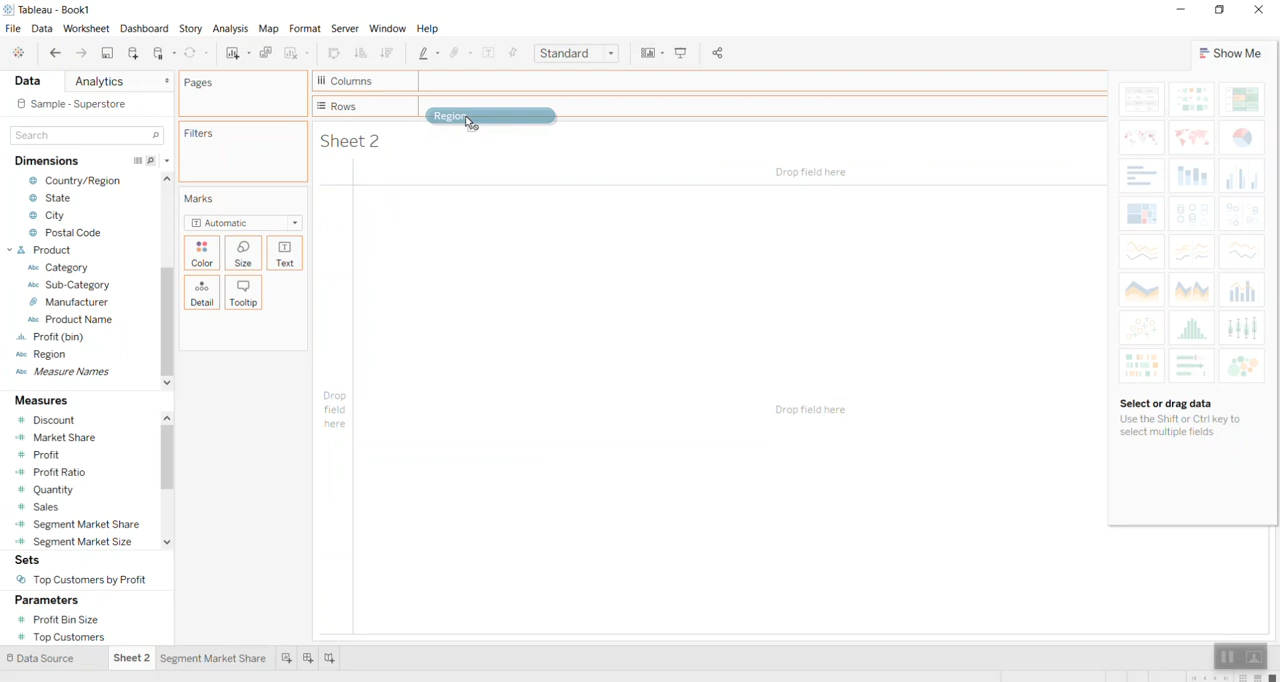 Tableau - Book1
File Data Worksheet Dashboard Story Analysis Map Format Server Window Help
Standard
Show Me
Data Analytics
Sample - Superstore
Search
Dimensions
Country/Region
State
City
Postal Code
Product
Abc Category
Abc Sub-Category
Manufacturer
Abc Product Name
Profit (bin)
Abc Region
Abc Measure Names
Measures
Discount
Market Share
Profit
Profit Ratio
Quantity
Sales
Segment Market Share
Segment Market Size
Sets
Top Customers by Profit
Parameters
Profit Bin Size
Top Customers
Pages
Filters
Marks
Automatic
Color Size Text
Detail Tooltip
Columns
Rows
Region
Sheet 2
Drop field here
Drop
field
here
Drop field here
Select or drag data
Use the Shift or Ctrl key to
select multiple fields
Data Source Sheet 2 Segment Market Share